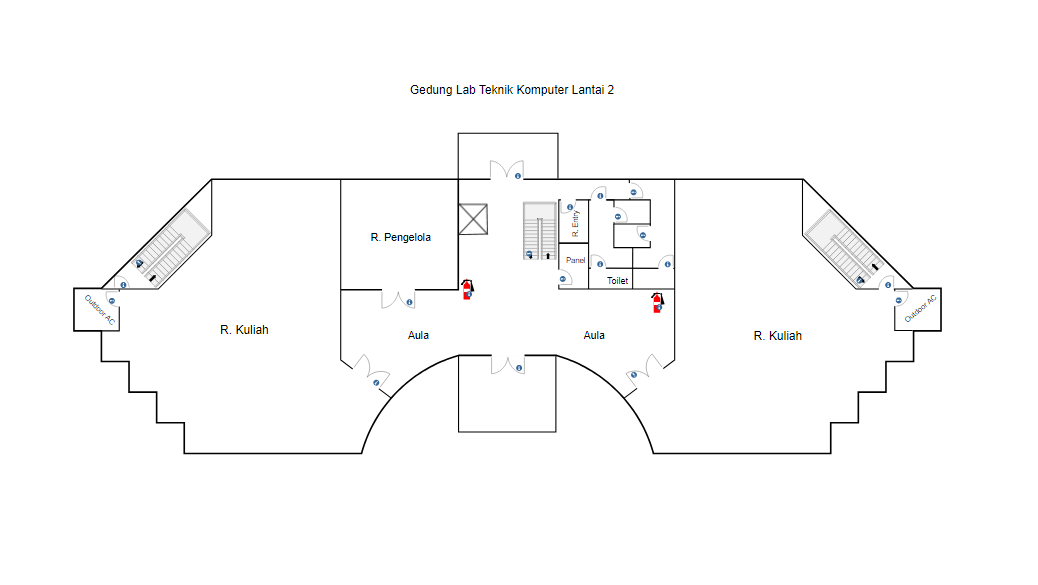 Gedung Lab Teknik Komputer Lantai 2
R. Pengelola
R. Entry
Panel
Toilet
Outdoor AC
R. Kuliah
Aula
Aula
R. Kuliah
Outdoor AC